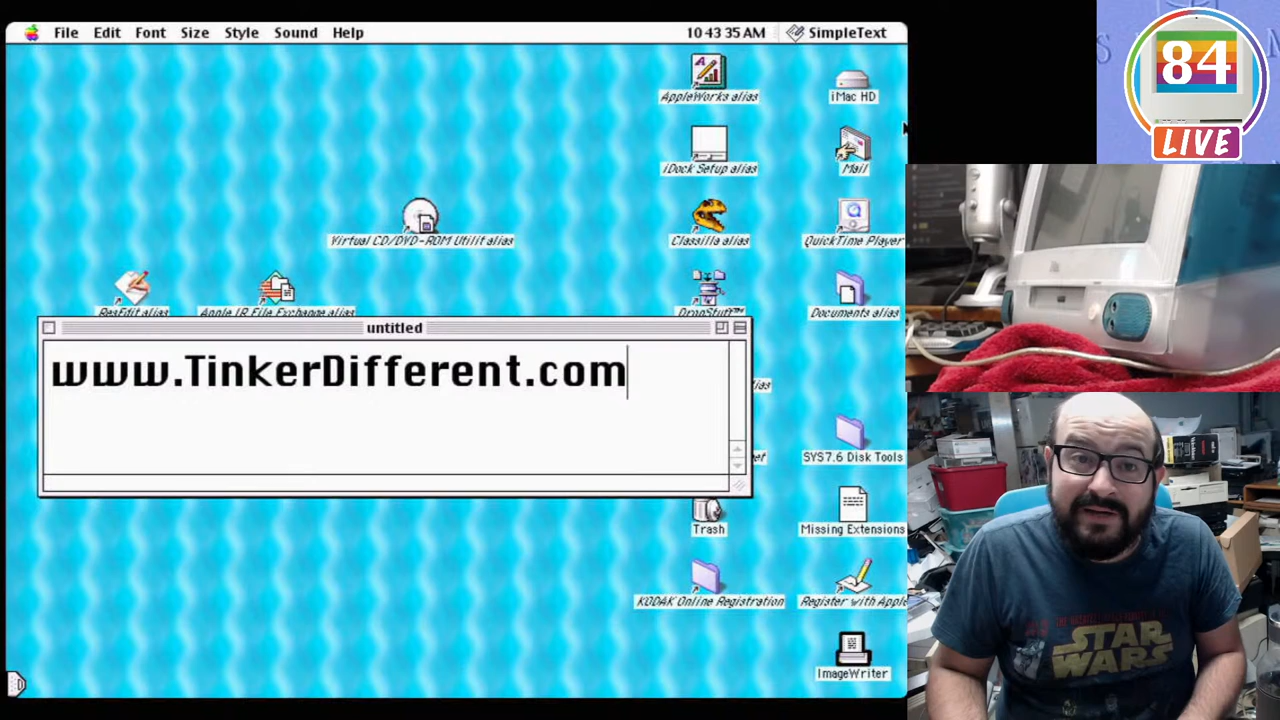 File Edit Font Size Style Sound Help
10 43 35 AM SimpleText
84
LIVE
AppleWorks alias
iMac HD
iDock Setup alias
Mail
Virtual CD/DVD-ROM Utilit alias
Classilla alias
QuickTime Player
ResEdit alias
Apple IR File Exchange alias
DropStuff™
Documents alias
untitled
www.TinkerDifferent.com
SYS7.6 Disk Tools
Trash
Missing Extensions
KODAK Online Registration
Register with Apple
ImageWriter
STAR
WARS